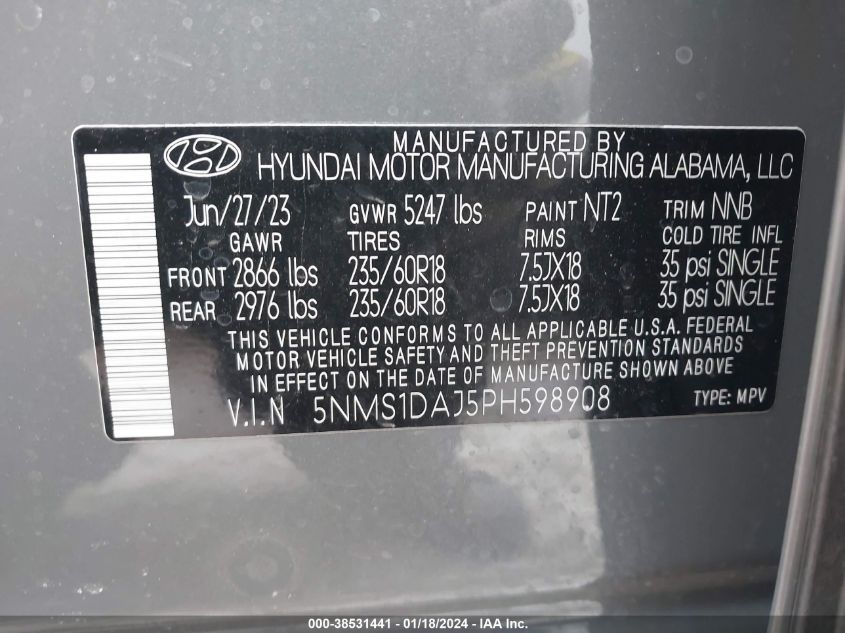 MANUFACTURED BY
HYUNDAI MOTOR MANUFACTURING ALABAMA, LLC
Jun/27/23 GVWR 5247 lbs PAINT NT2 TRIM NNB
GAWR TIRES RIMS COLD TIRE INFL
FRONT 2866 lbs 235/60R18 7.5JX18 35 psi SINGLE
REAR 2976 lbs 235/60R18 7.5JX18 35 psi SINGLE
THIS VEHICLE CONFORMS TO ALL APPLICABLE U.S.A. FEDERAL
MOTOR VEHICLE SAFETY AND THEFT PREVENTION STANDARDS
IN EFFECT ON THE DATE OF MANUFACTURE SHOWN ABOVE.
V.I.N 5NMS1DAJ5PH598908 TYPE: MPV
000-38531441 - 01/18/2024 - IAA Inc.